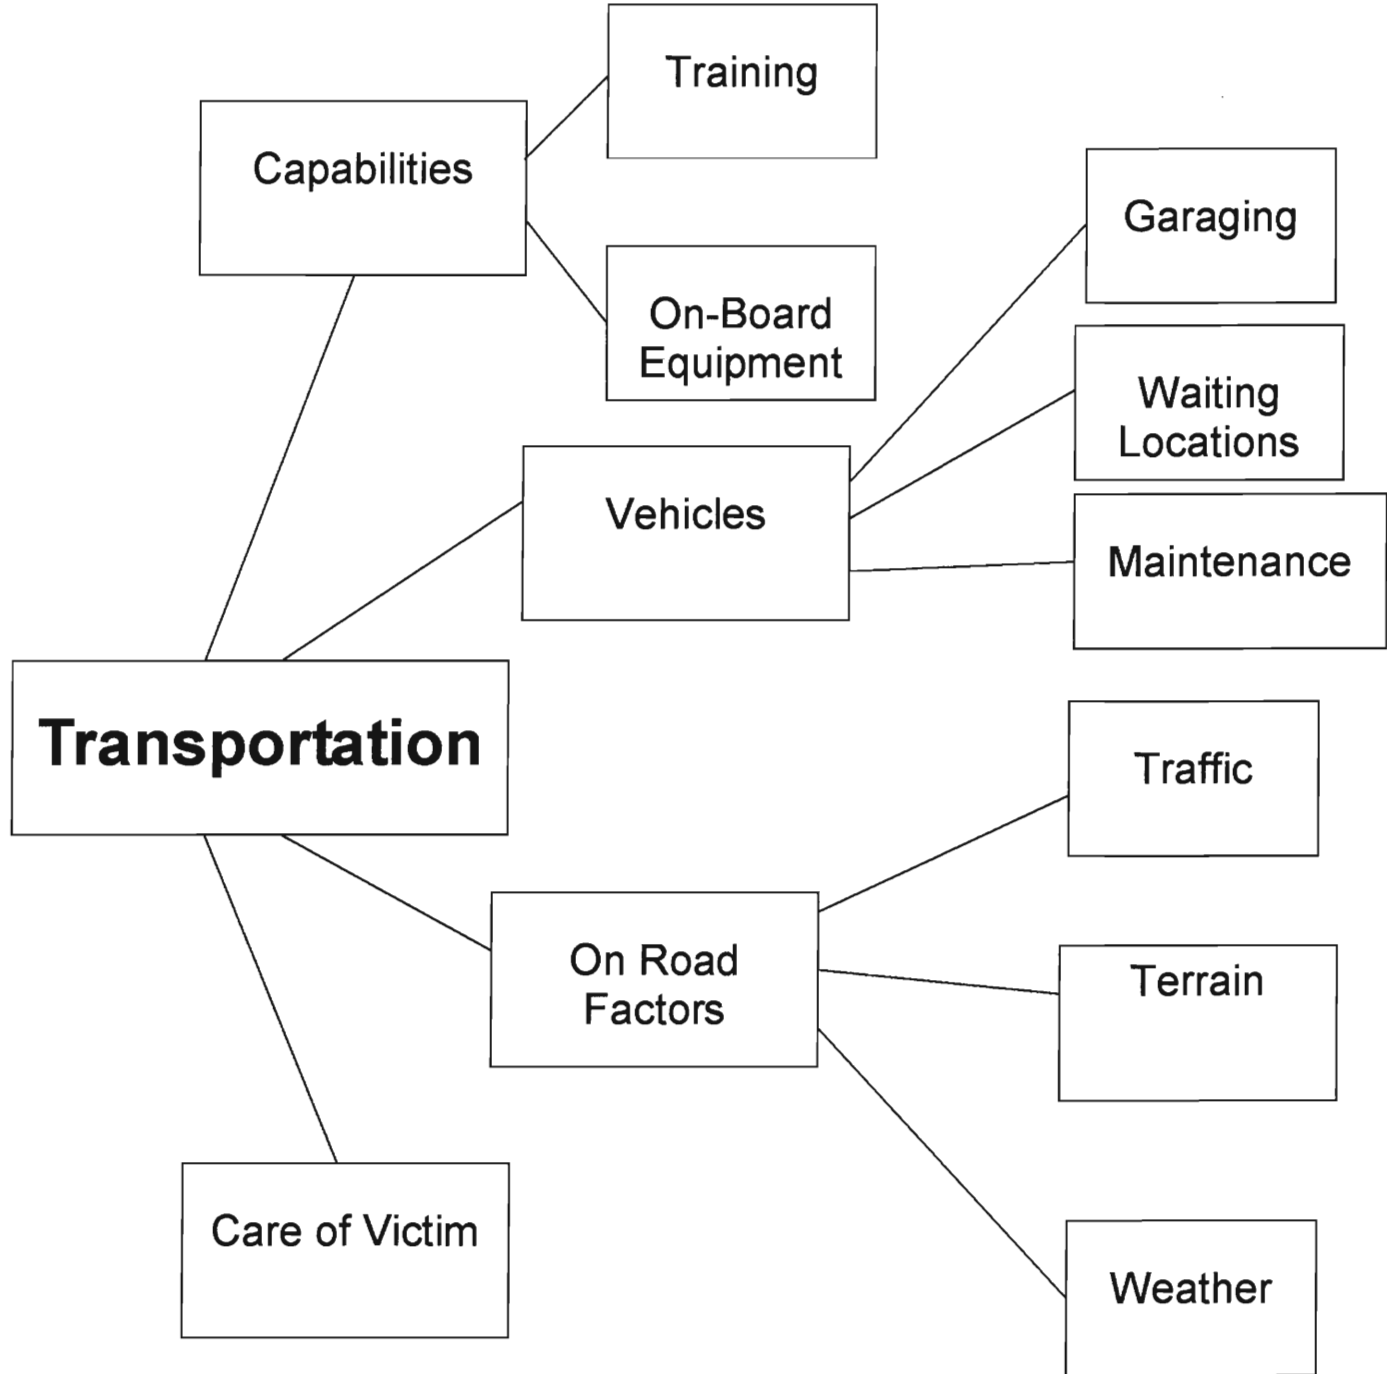 Training
Capabilities
Garaging
On-Board
Equipment
Waiting
Locations
Vehicles
Maintenance
Transportation
Traffic
On Road
Factors
Terrain
Care of Victim
Weather